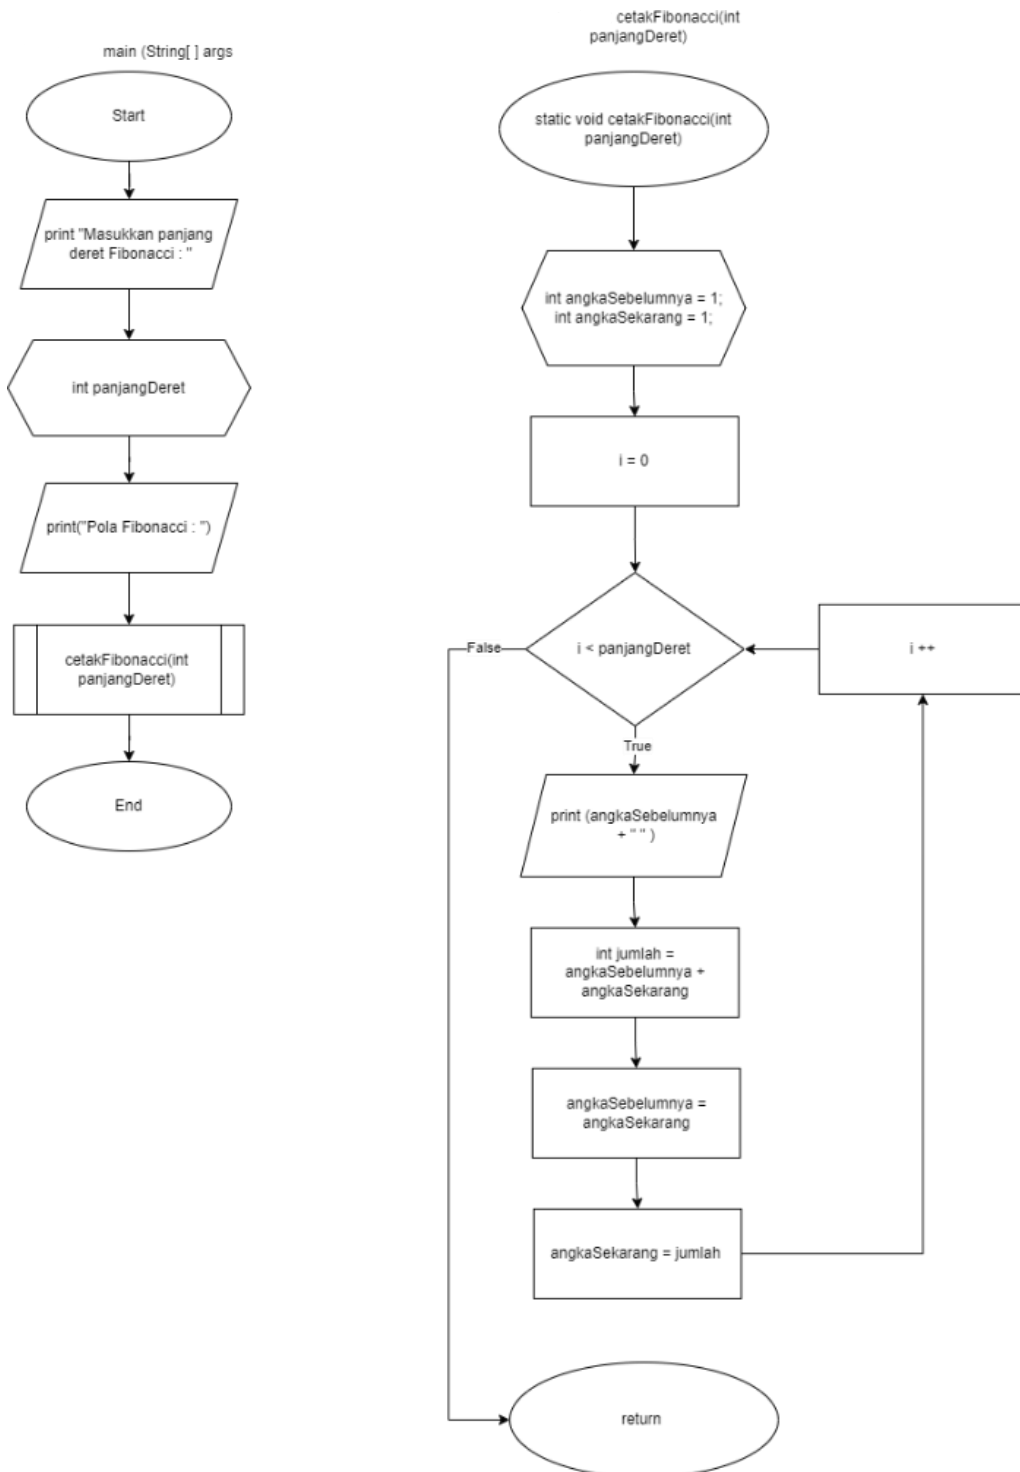 main (String[ ] args
Start
print "Masukkan panjang
deret Fibonacci : "
int panjangDeret
print("Pola Fibonacci : ")
cetakFibonacci(int
panjangDeret)
End
cetakFibonacci(int
panjangDeret)
static void cetakFibonacci(int
panjangDeret)
int angkaSebelumnya = 1;
int angkaSekarang = 1;
i = 0
i < panjangDeret
False
i ++
True
print (angkaSebelumnya
+ " " )
int jumlah =
angkaSebelumnya +
angkaSekarang
angkaSebelumnya =
angkaSekarang
angkaSekarang = jumlah
return